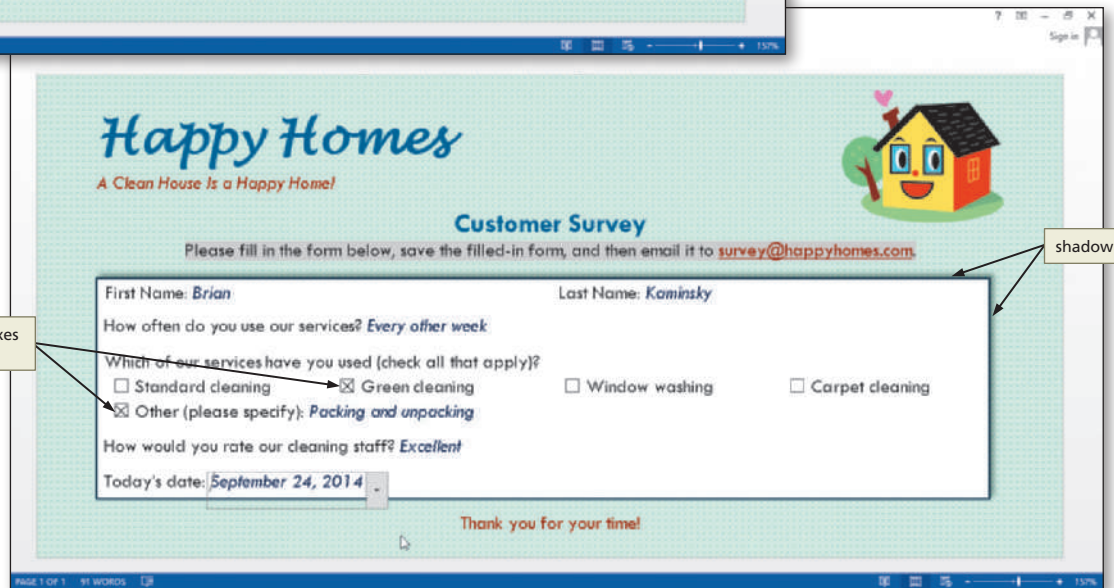 157%
? – X
Sign in
Happy Homes
A Clean House Is a Happy Home!
Customer Survey
Please fill in the form below, save the filled-in form, and then email it to survey@happyhomes.com.
shadow
First Name: Brian Last Name: Kaminsky
How often do you use our services? Every other week
xes
Which of our services have you used (check all that apply)?
☐ Standard cleaning ☒ Green cleaning ☐ Window washing ☐ Carpet cleaning
☒ Other (please specify): Packing and unpacking
How would you rate our cleaning staff? Excellent
Today's date: September 24, 2014
Thank you for your time!
PAGE 1 OF 1 91 WORDS 157%